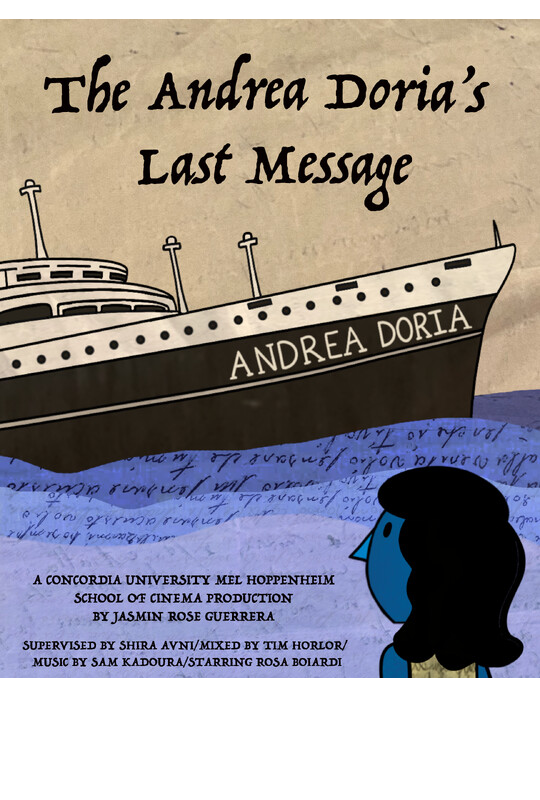 The Andrea Doria's
Last Message
ANDREA DORIA
A CONCORDIA UNIVERSITY MEL HOPPENHEIM
SCHOOL OF CINEMA PRODUCTION
BY JASMIN ROSE GUERRERA
SUPERVISED BY SHIRA AVNI/MIXED BY TIM HORLOR/
MUSIC BY SAM KADOURA/STARRING ROSA BOIARDI